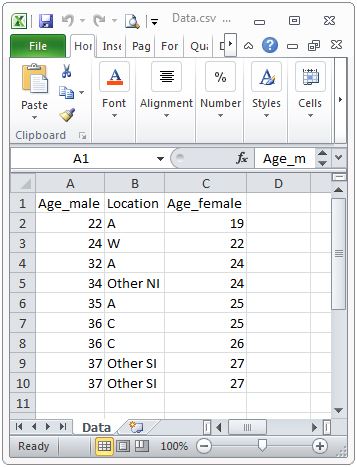 Data.csv ...
File Hor Inse Pag For Qui D
Paste Font Alignment Number Styles Cells
Clipboard
A1 fx Age_m
A B C D
1 Age_male Location Age_female
2 22 A 19
3 24 W 22
4 32 A 24
5 34 Other NI 24
6 35 A 25
7 36 C 25
8 36 C 26
9 37 Other SI 27
10 37 Other SI 27
11
Data
Ready 100%